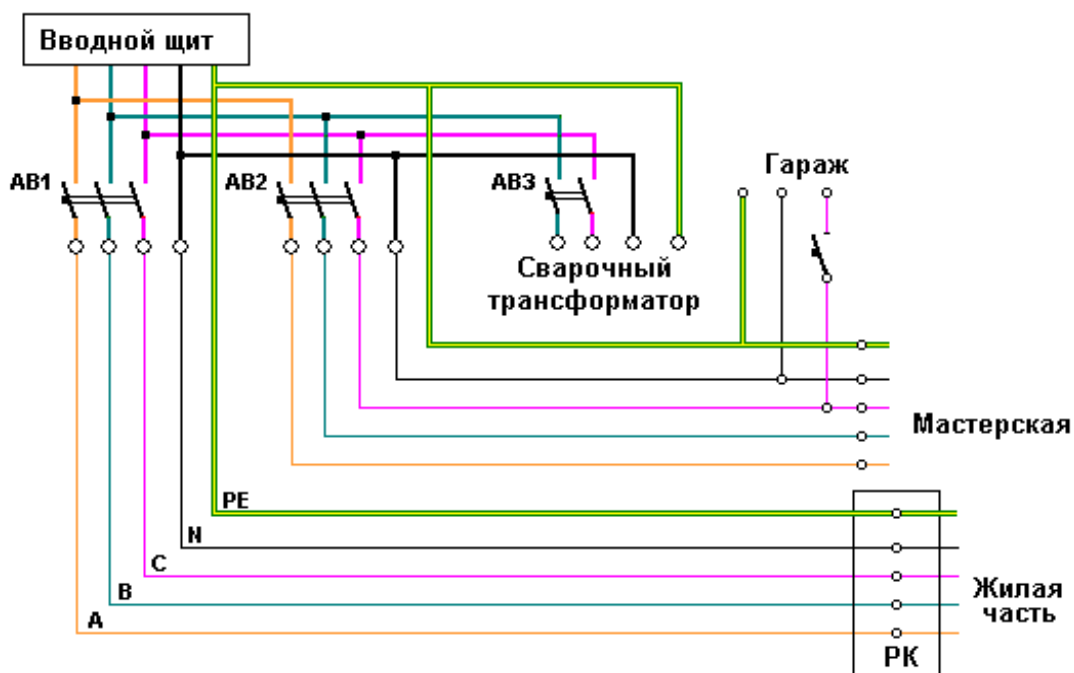 Вводной щит
АВ1
АВ2
АВ3
Гараж
Сварочный
трансформатор
Мастерская
PE
N
C
B
A
Жилая
часть
РК